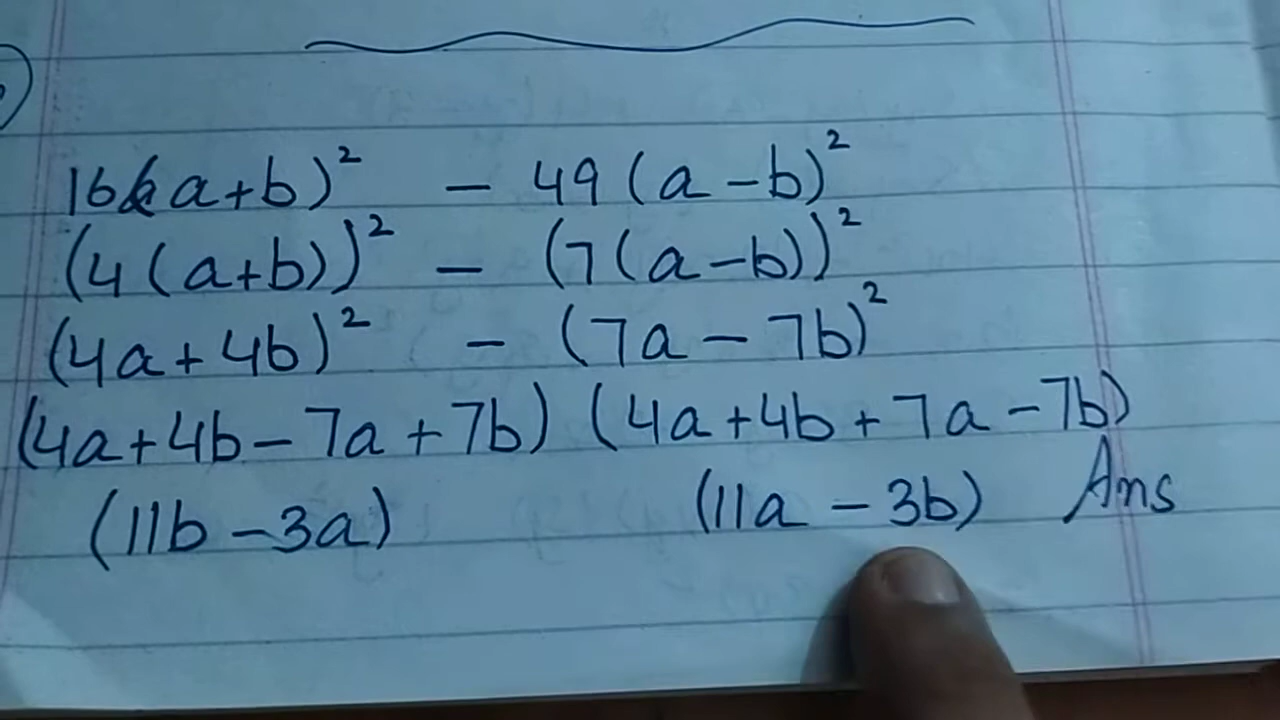 16(a+b)² - 49(a-b)²
(4(a+b))² - (7(a-b))²
(4a+4b)² - (7a-7b)²
(4a+4b-7a+7b) (4a+4b+7a-7b)
(11b-3a) (11a-3b) Ans